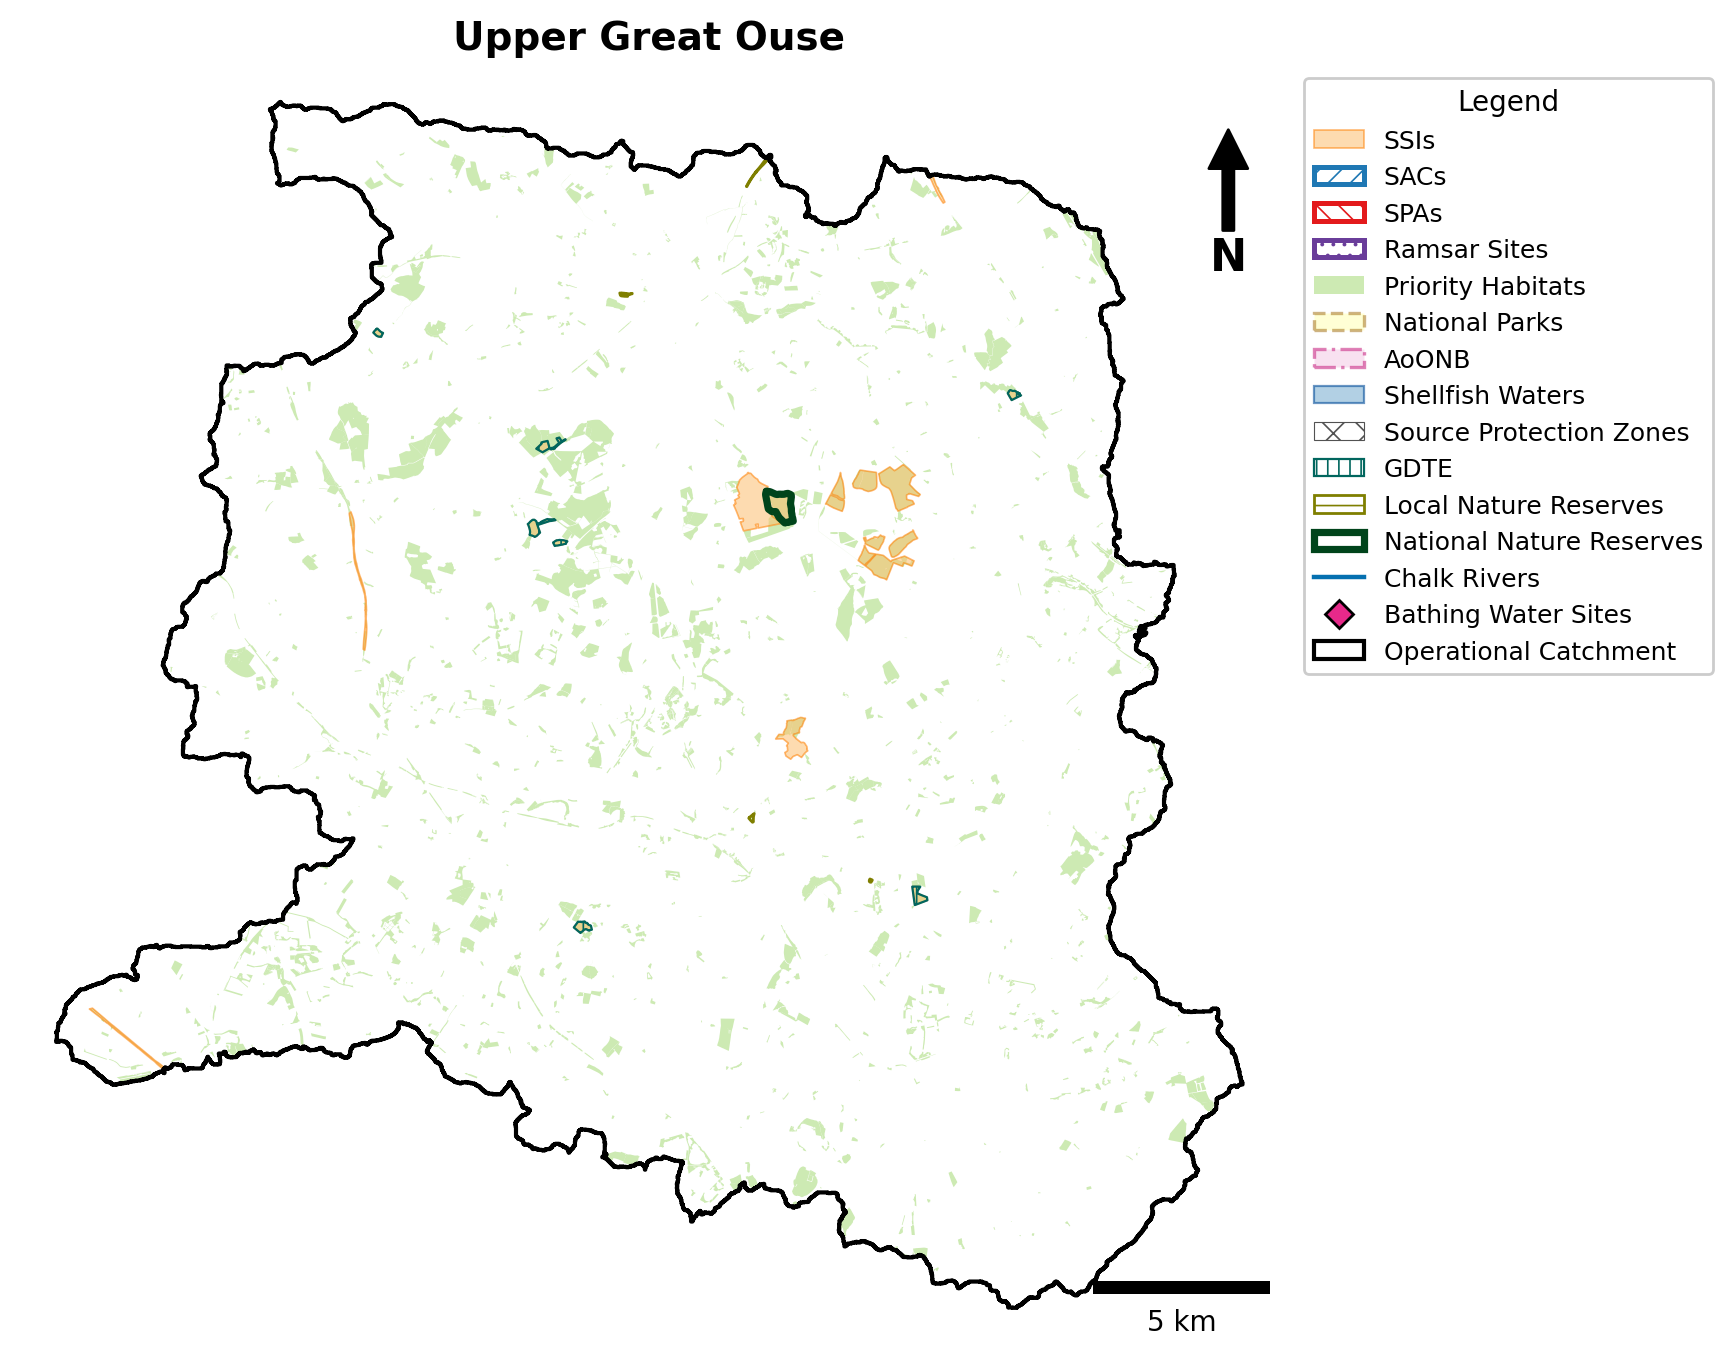 Upper Great Ouse
Legend
SSIs
SACs
SPAs
Ramsar Sites
Priority Habitats
National Parks
AoONB
Shellfish Waters
Source Protection Zones
GDTE
Local Nature Reserves
National Nature Reserves
Chalk Rivers
Bathing Water Sites
Operational Catchment
N
5 km